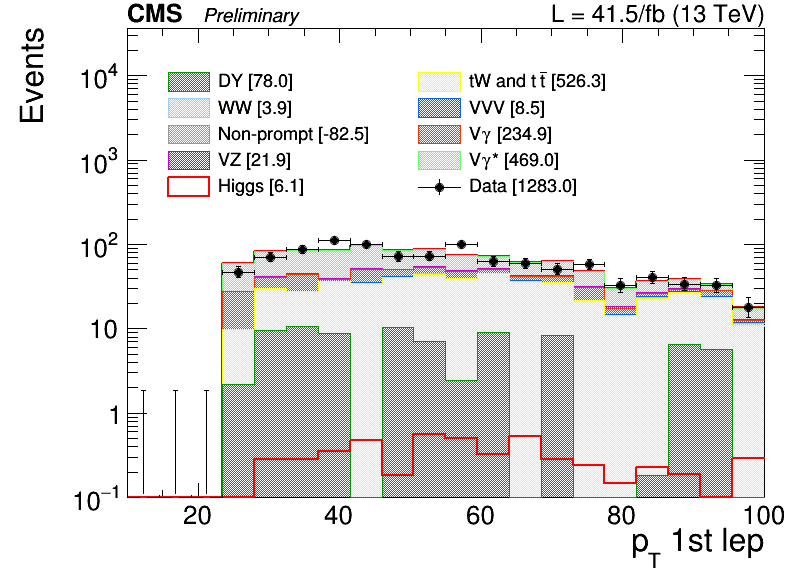 CMS Preliminary L = 41.5/fb (13 TeV)
Events
10⁴
10³
10²
10
1
10⁻¹
DY [78.0]
WW [3.9]
Non-prompt [-82.5]
VZ [21.9]
Higgs [6.1]
tW and tt̅ [526.3]
VVV [8.5]
Vγ [234.9]
Vγ* [469.0]
Data [1283.0]
20 40 60 80 100
p_T 1st lep